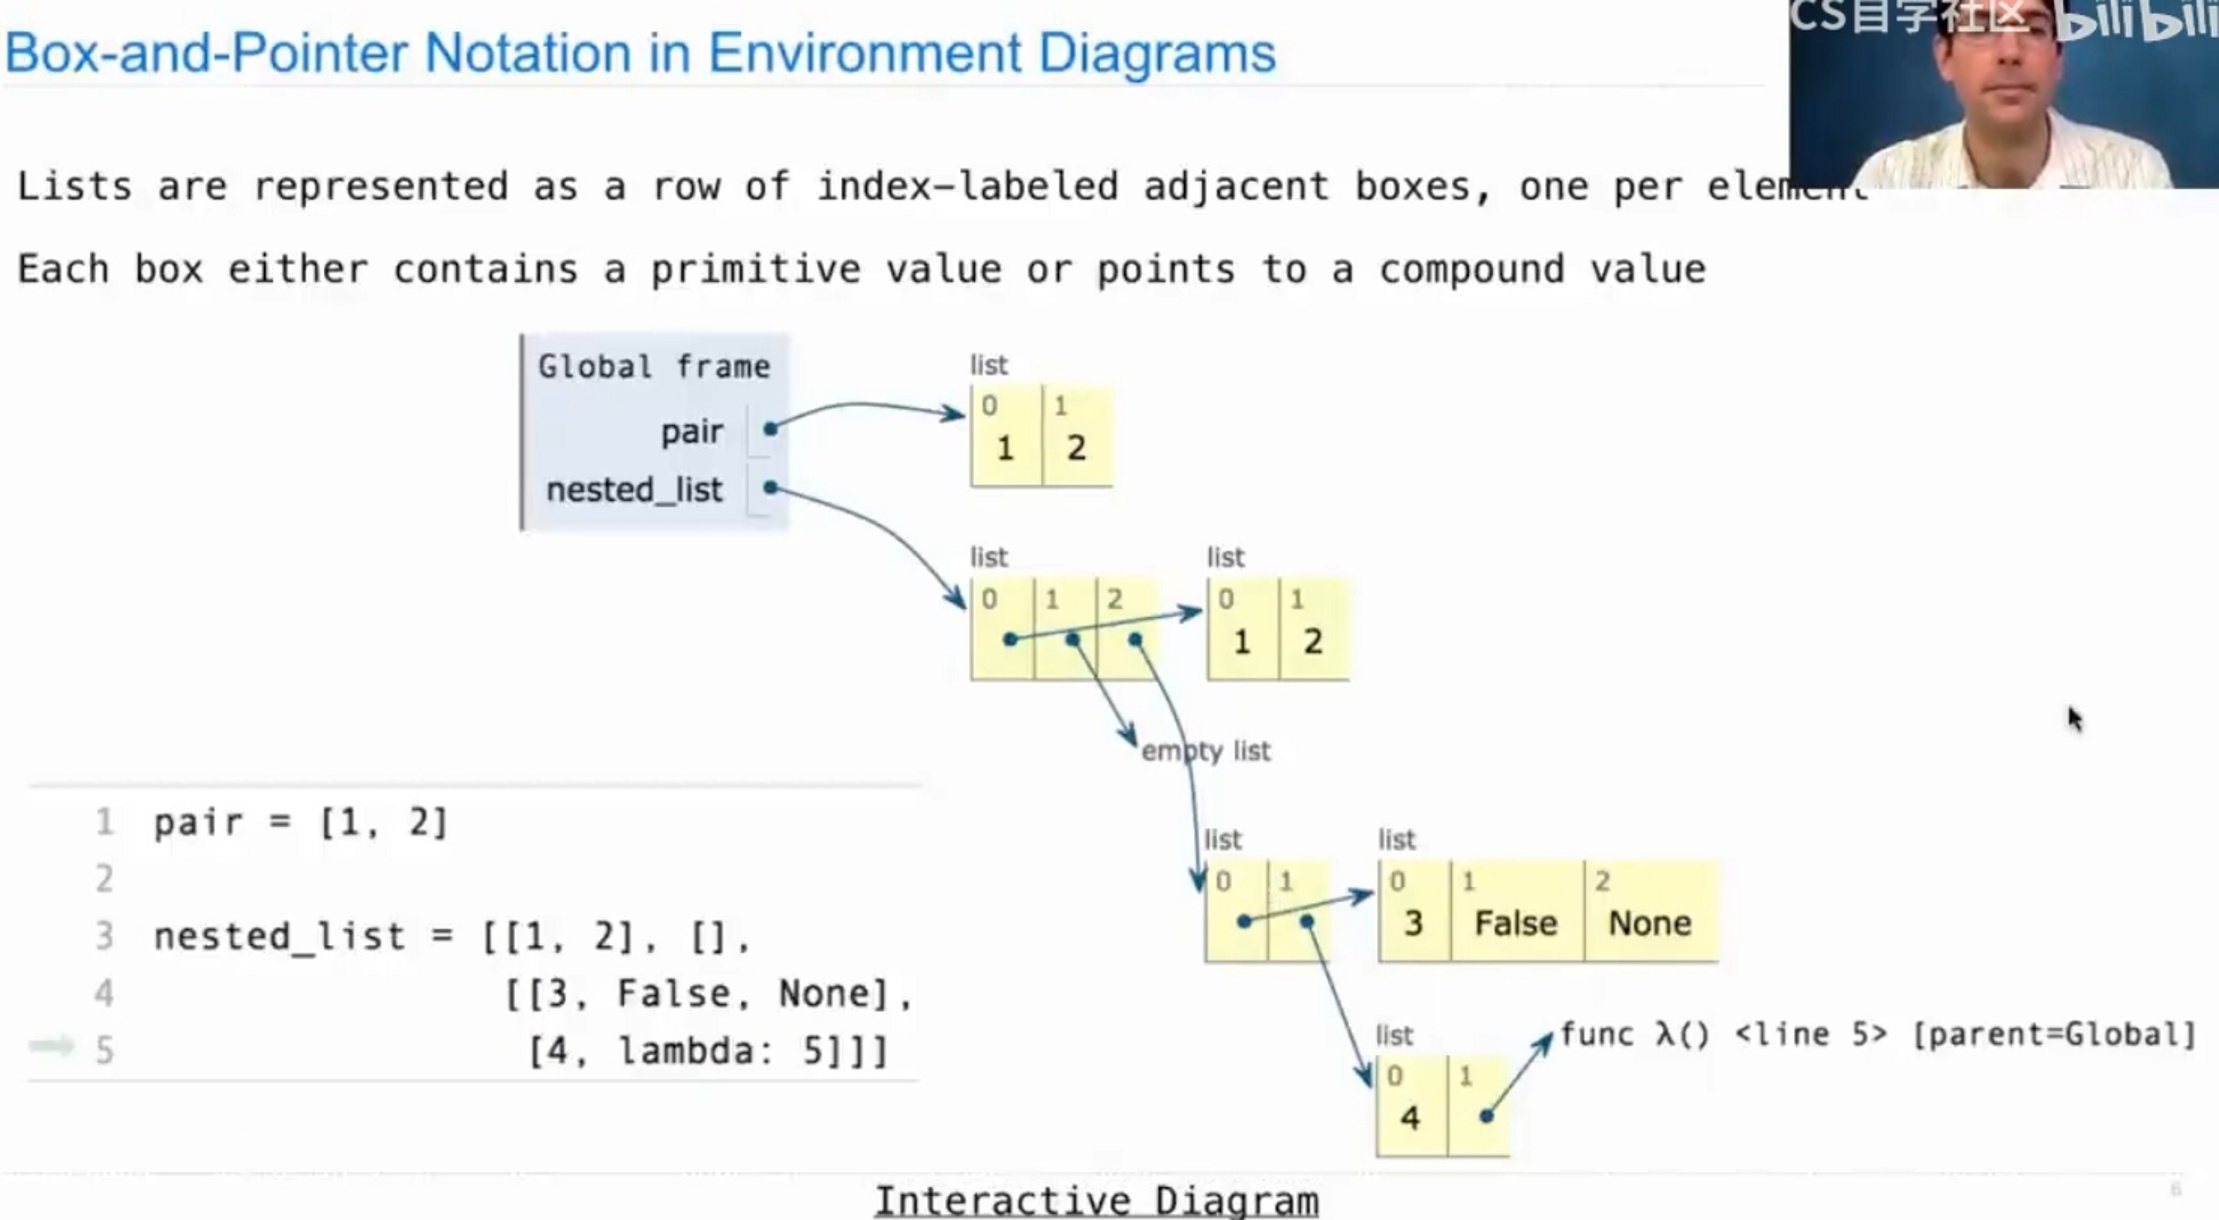 CS自学社区 bilibili
Box-and-Pointer Notation in Environment Diagrams
Lists are represented as a row of index-labeled adjacent boxes, one per element
Each box either contains a primitive value or points to a compound value
Global frame
pair
nested_list
list
0 1
1 2
list
0 1 2
list
0 1
1 2
empty list
list
0 1
list
0 1 2
3 False None
list
0 1
4
func λ() <line 5> [parent=Global]
1 pair = [1, 2]
2
3 nested_list = [[1, 2], [],
4 [[3, False, None],
5 [4, lambda: 5]]]
Interactive Diagram
6